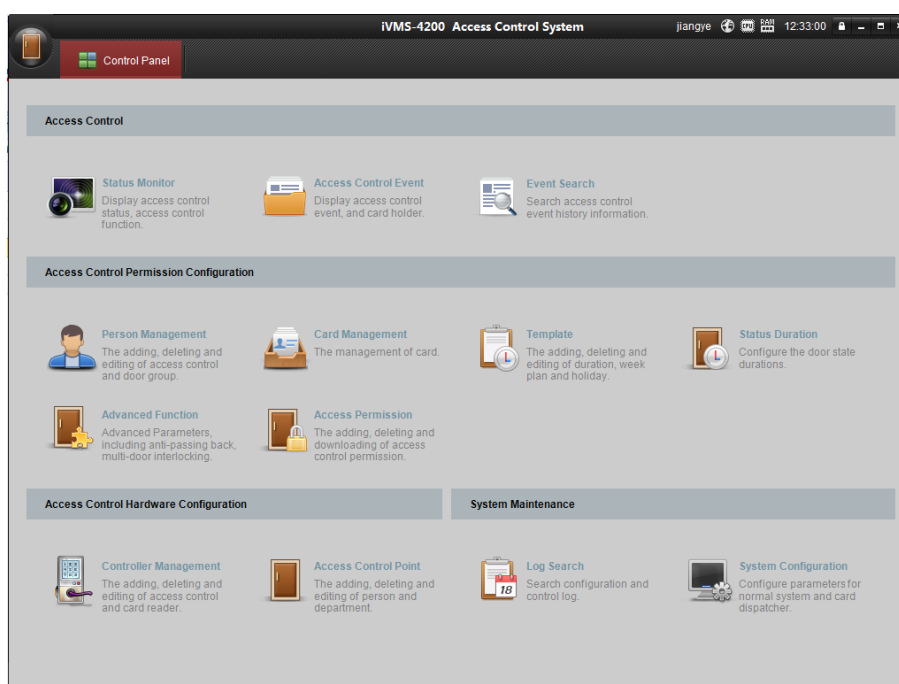 iVMS-4200 Access Control System
jiangye
CPU
RAM
12:33:00
Control Panel
Access Control
Status Monitor
Display access control
status, access control
function.
Access Control Event
Display access control
event, and card holder.
Event Search
Search access control
event history information.
Access Control Permission Configuration
Person Management
The adding, deleting and
editing of access control
and door group.
Card Management
The management of card.
Template
The adding, deleting and
editing of duration, week
plan and holiday.
Status Duration
Configure the door state
durations.
Advanced Function
Advanced Parameters,
including anti-passing back,
multi-door interlocking.
Access Permission
The adding, deleting and
downloading of access
control permission.
Access Control Hardware Configuration
System Maintenance
Controller Management
The adding, deleting and
editing of access control
and card reader.
Access Control Point
The adding, deleting and
editing of person and
department.
18
Log Search
Search configuration and
control log.
System Configuration
Configure parameters for
normal system and card
dispatcher.